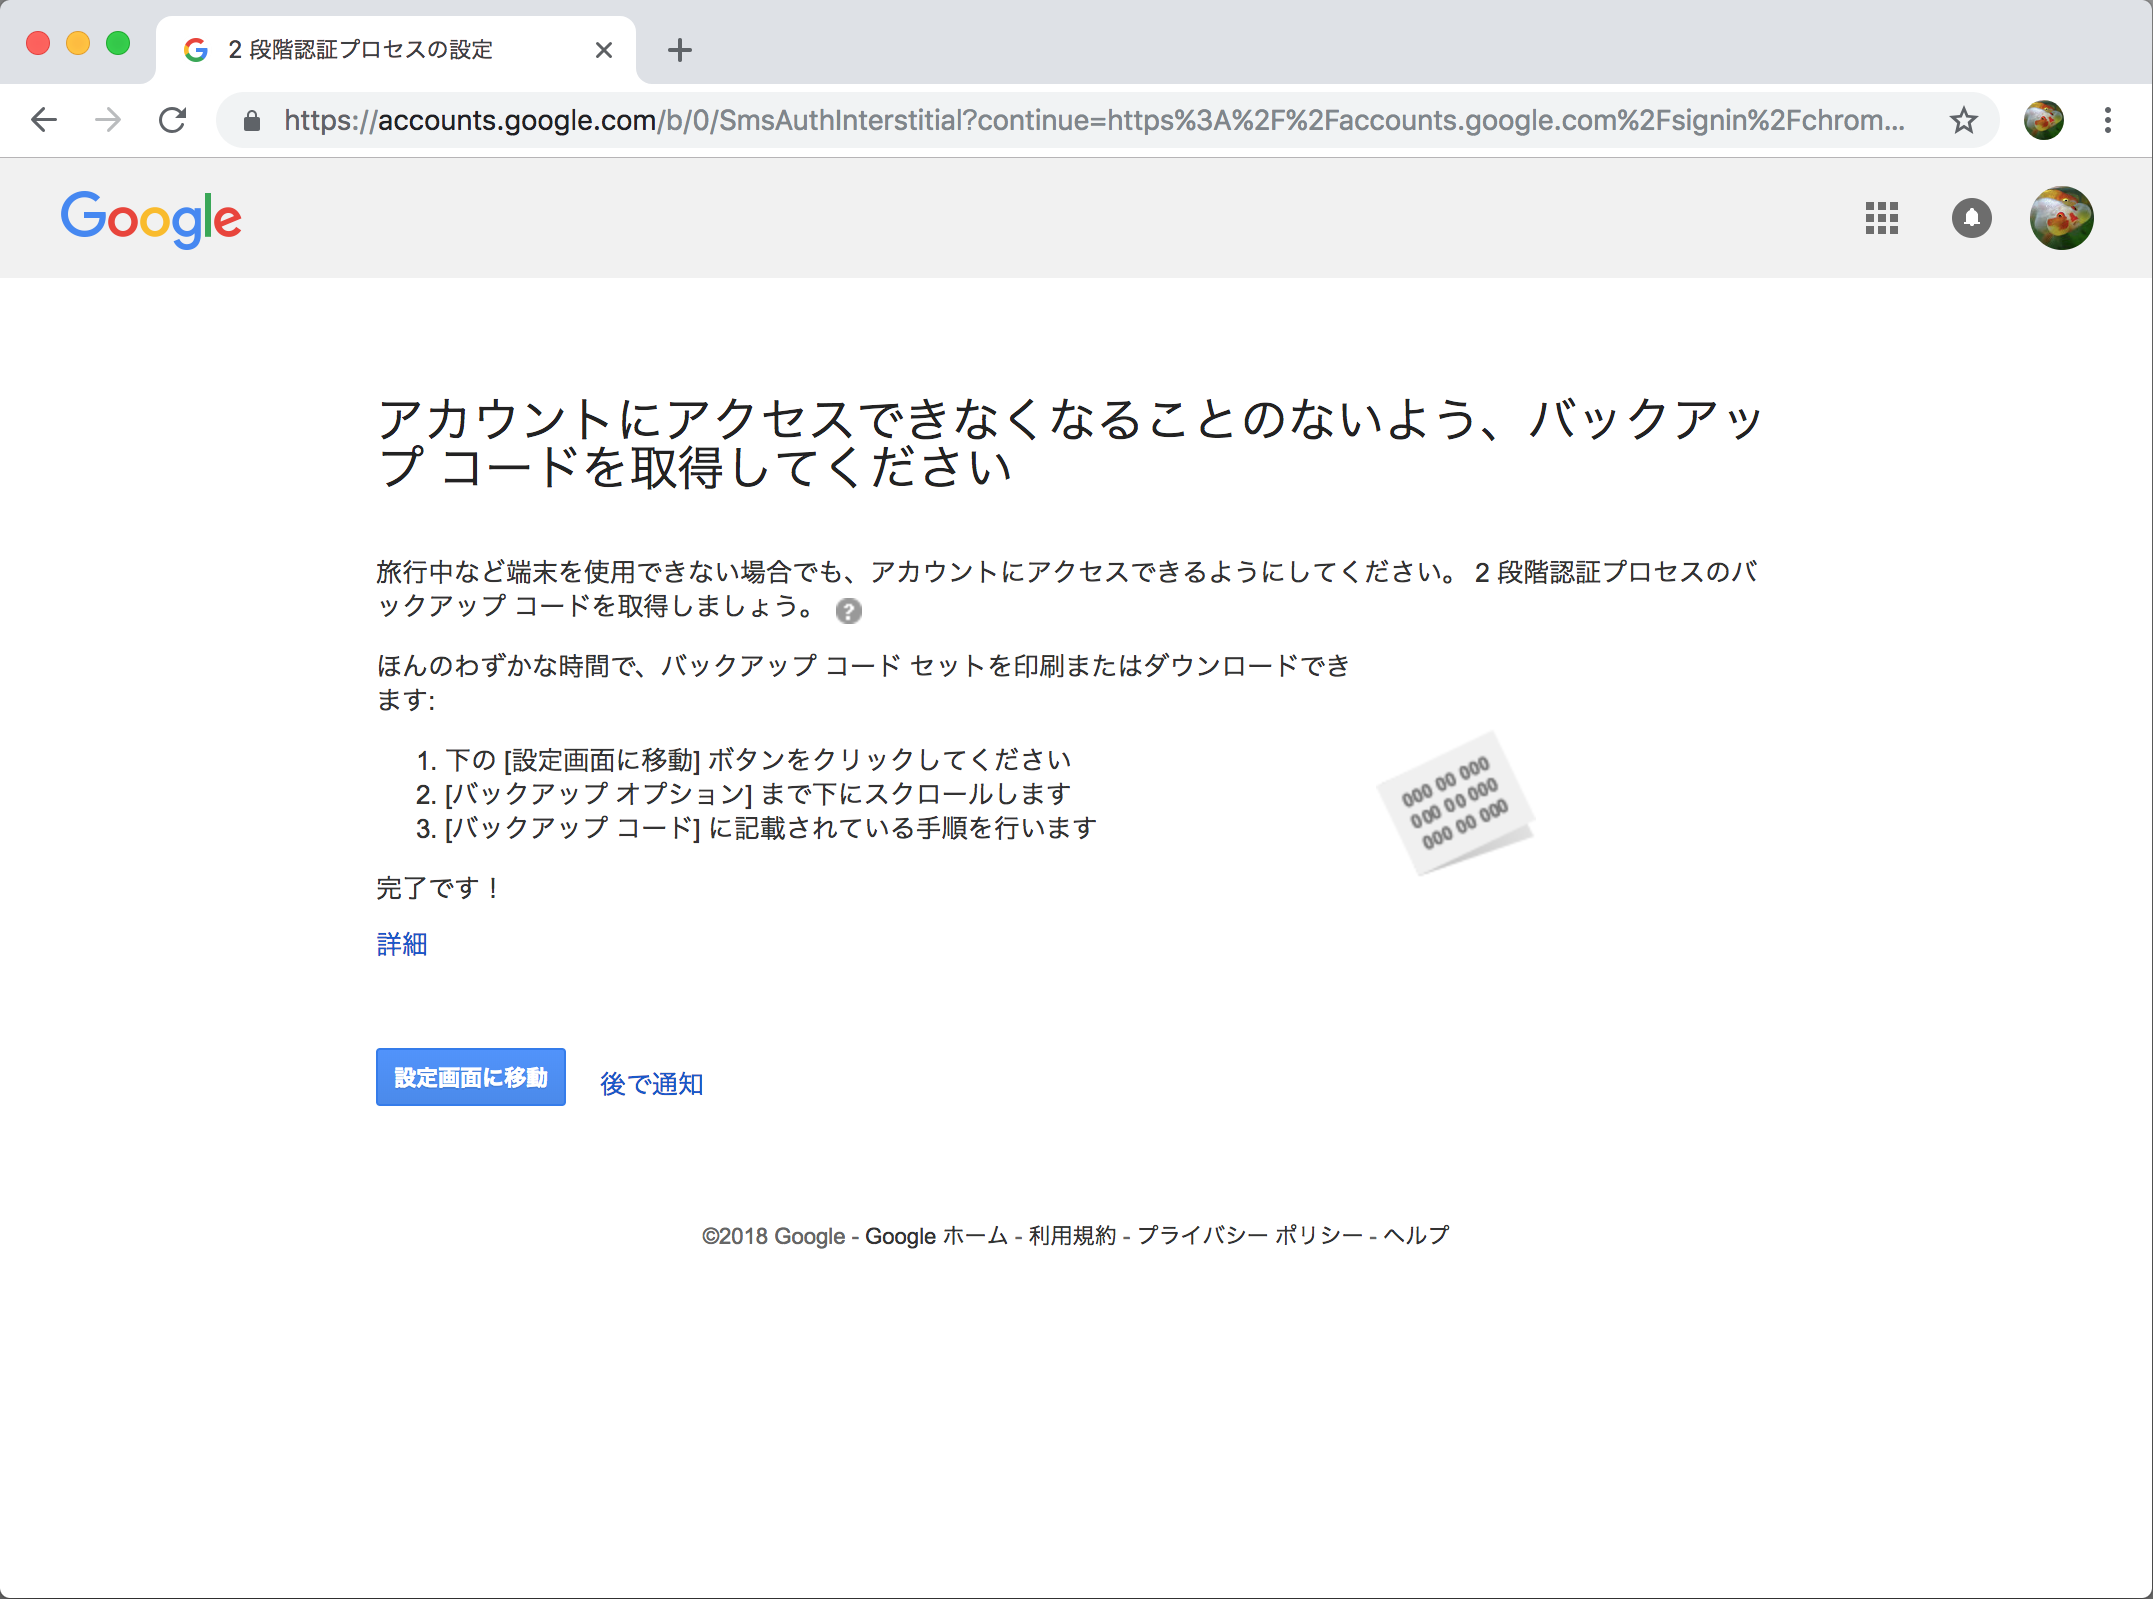 2 段階認証プロセスの設定
https://accounts.google.com/b/0/SmsAuthInterstitial?continue=https%3A%2F%2Faccounts.google.com%2Fsignin%2Fchrom...
Google
アカウントにアクセスできなくなることのないよう、バックアッ
プ コードを取得してください
旅行中など端末を使用できない場合でも、アカウントにアクセスできるようにしてください。 2 段階認証プロセスのバ
ックアップ コードを取得しましょう。 ?
ほんのわずかな時間で、バックアップ コード セットを印刷またはダウンロードでき
ます:
1. 下の [設定画面に移動] ボタンをクリックしてください
2. [バックアップ オプション] まで下にスクロールします
3. [バックアップ コード] に記載されている手順を行います
000 00 000
000 00 000
000 00 000
完了です！
詳細
設定画面に移動 後で通知
©2018 Google - Google ホーム - 利用規約 - プライバシー ポリシー - ヘルプ